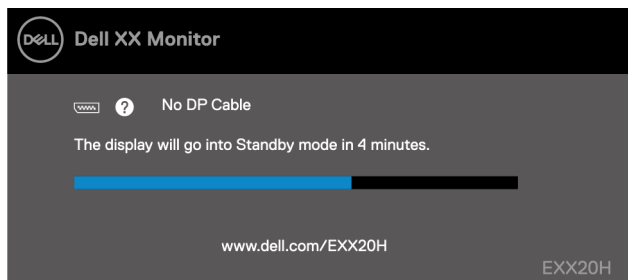 DELL Dell XX Monitor
? No DP Cable
The display will go into Standby mode in 4 minutes.
www.dell.com/EXX20H
EXX20H